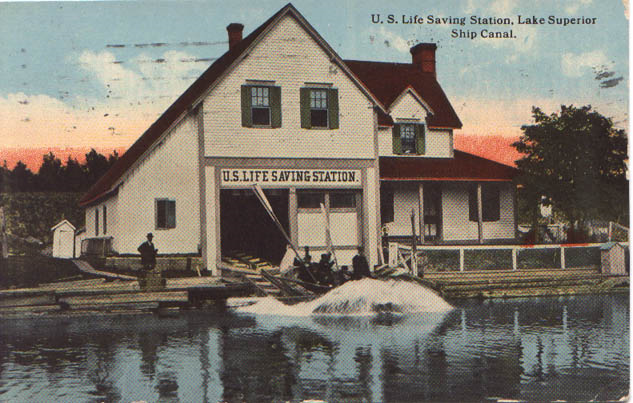 U. S. Life Saving Station, Lake Superior
Ship Canal.
U.S. LIFE SAVING STATION.